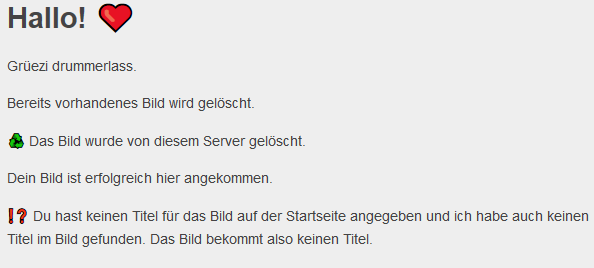 Hallo!
Grüezi drummerlass.
Bereits vorhandenes Bild wird gelöscht.
Das Bild wurde von diesem Server gelöscht.
Dein Bild ist erfolgreich hier angekommen.
Du hast keinen Titel für das Bild auf der Startseite angegeben und ich habe auch keinen
Titel im Bild gefunden. Das Bild bekommt also keinen Titel.